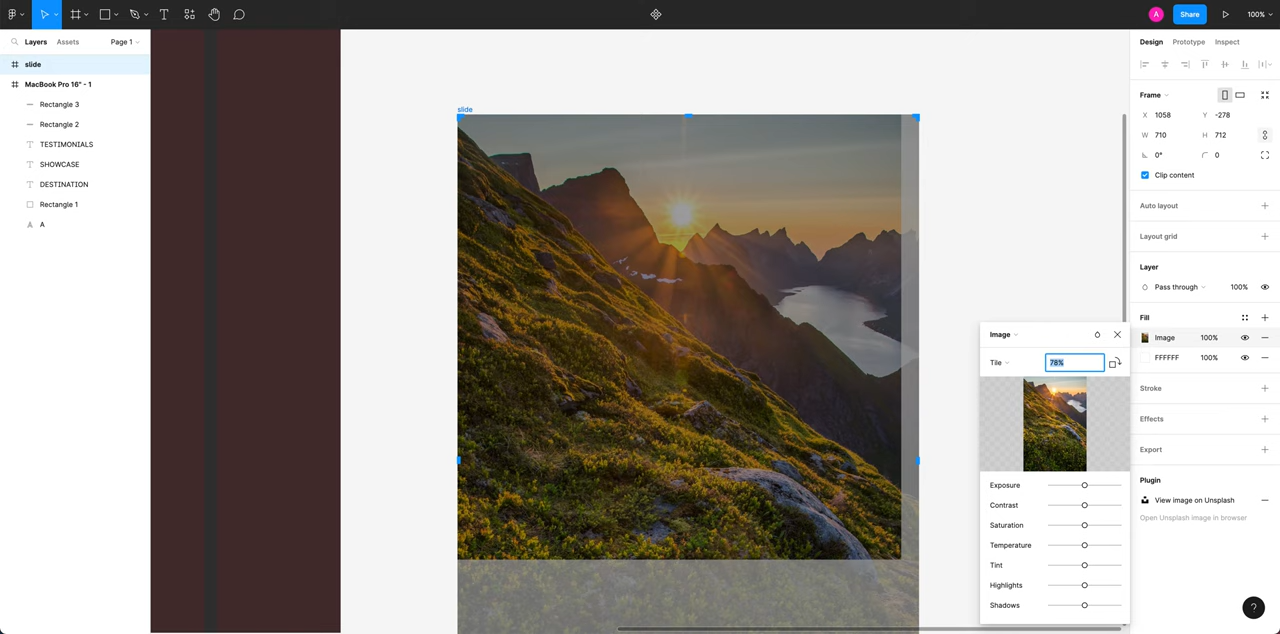 A
Share
100%
Layers
Assets
Page 1
slide
MacBook Pro 16" - 1
Rectangle 3
Rectangle 2
TESTIMONIALS
SHOWCASE
DESTINATION
Rectangle 1
A
slide
Design
Prototype
Inspect
Frame
X 1058 Y -278
W 710 H 712
0° 0
Clip content
Auto layout
Layout grid
Layer
Pass through 100%
Fill
Image 100%
FFFFFF 100%
Stroke
Effects
Export
Plugin
View image on Unsplash
Open Unsplash image in browser
Image
Tile 78%
Exposure
Contrast
Saturation
Temperature
Tint
Highlights
Shadows
?